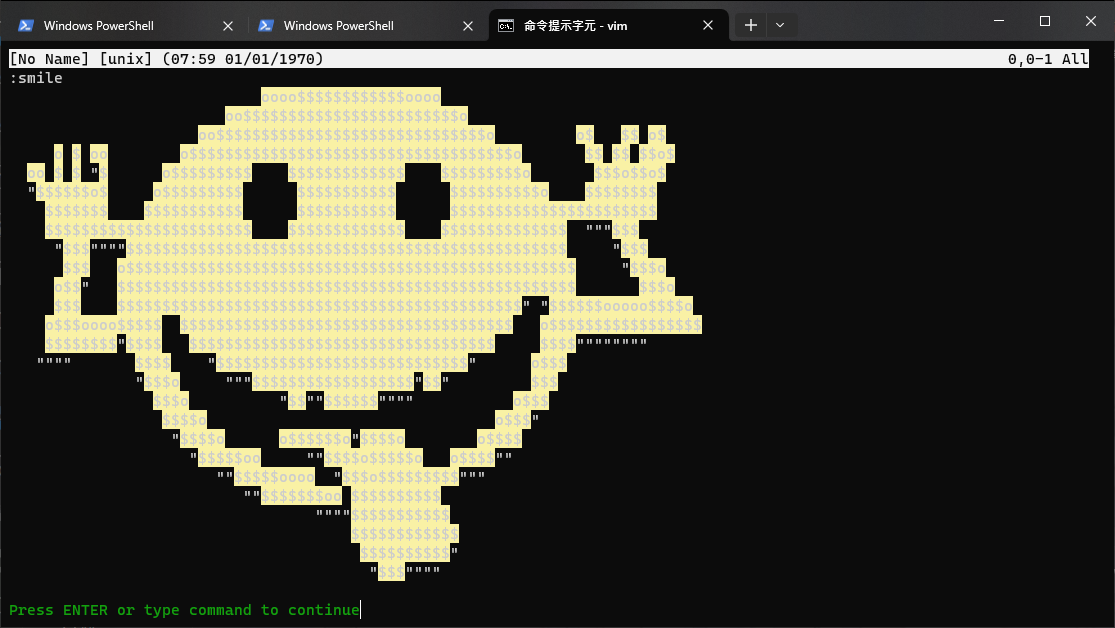 Windows PowerShell
Windows PowerShell
命令提示字元 - vim
[No Name] [unix] (07:59 01/01/1970) 0,0-1 All
:smile
Press ENTER or type command to continue